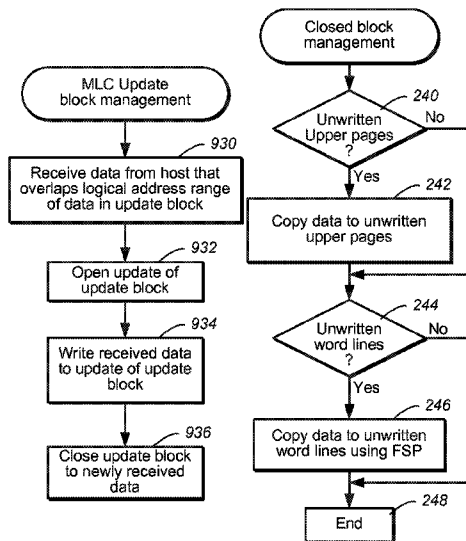 MLC Update
block management
930
Receive data from host that
overlaps logical address range
of data in update block
932
Open update of
update block
934
Write received data
to update of update
block
936
Close update block
to newly received
data
Closed block
management
240
Unwritten
Upper pages
?
No
Yes
242
Copy data to unwritten
upper pages
244
Unwritten
word lines
?
No
Yes
246
Copy data to unwritten
word lines using FSP
248
End